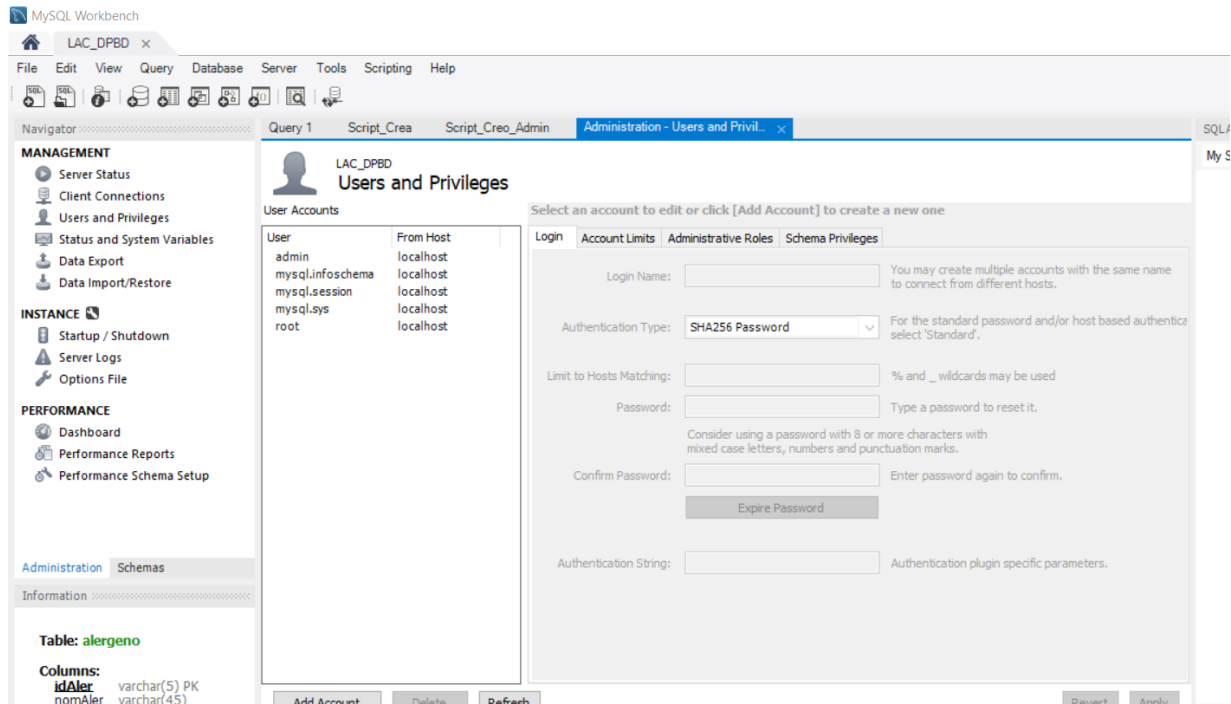 MySQL Workbench
LAC_DPBD
File Edit View Query Database Server Tools Scripting Help
Navigator
MANAGEMENT
Server Status
Client Connections
Users and Privileges
Status and System Variables
Data Export
Data Import/Restore
INSTANCE
Startup / Shutdown
Server Logs
Options File
PERFORMANCE
Dashboard
Performance Reports
Performance Schema Setup
Administration Schemas
Information
Table: alergeno
Columns:
idAler varchar(5) PK
nomAler varchar(45)
Query 1 Script_Crea Script_Creo_Admin Administration - Users and Privil...
LAC_DPBD
Users and Privileges
User Accounts
User From Host
admin localhost
mysql.infoschema localhost
mysql.session localhost
mysql.sys localhost
root localhost
Add Account Delete Refresh
Select an account to edit or click [Add Account] to create a new one
Login Account Limits Administrative Roles Schema Privileges
Login Name:
You may create multiple accounts with the same name
to connect from different hosts.
Authentication Type: SHA256 Password
For the standard password and/or host based authentica
select 'Standard'.
Limit to Hosts Matching: % and _ wildcards may be used
Password: Type a password to reset it.
Consider using a password with 8 or more characters with
mixed case letters, numbers and punctuation marks.
Confirm Password: Enter password again to confirm.
Expire Password
Authentication String: Authentication plugin specific parameters.
Revert Apply
SQLA
My S